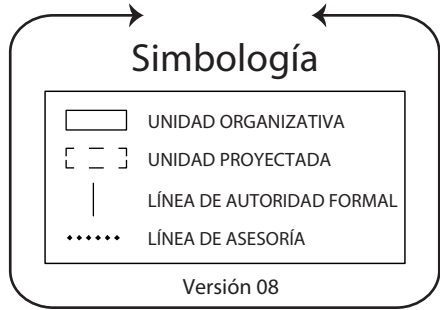 Simbología
UNIDAD ORGANIZATIVA
UNIDAD PROYECTADA
LÍNEA DE AUTORIDAD FORMAL
LÍNEA DE ASESORÍA
Versión 08